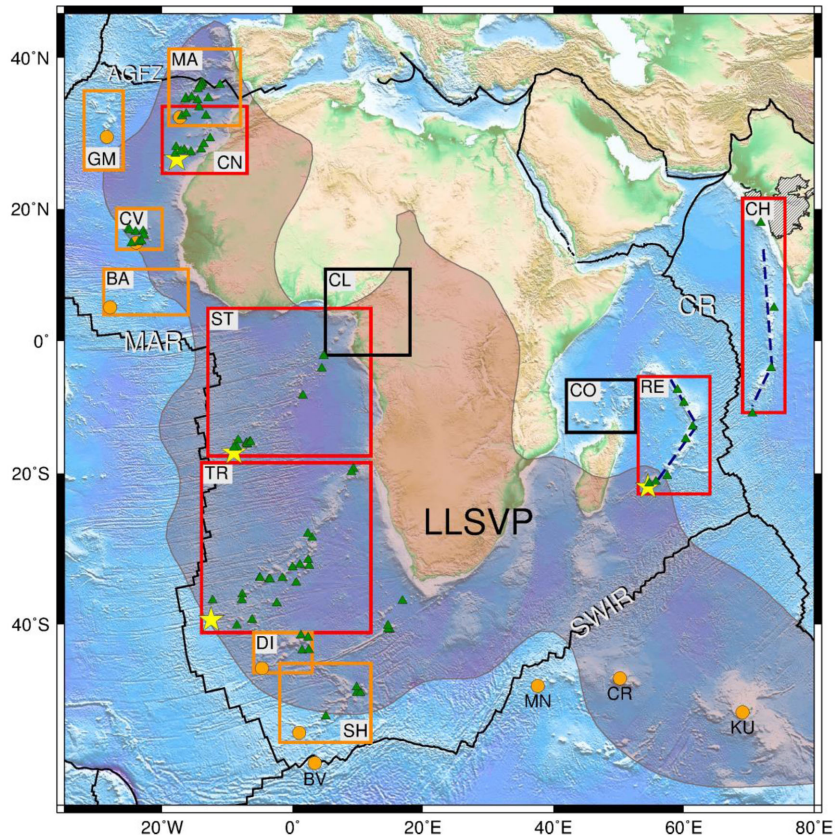 40°N
20°N
0°
20°S
40°S
20°W
0°
20°E
40°E
60°E
80°E
AGFZ
MA
GM
CN
CV
BA
MAR
ST
CL
TR
CO
RE
CH
CR
LLSVP
SWIR
DI
SH
BV
MN
CR
KU